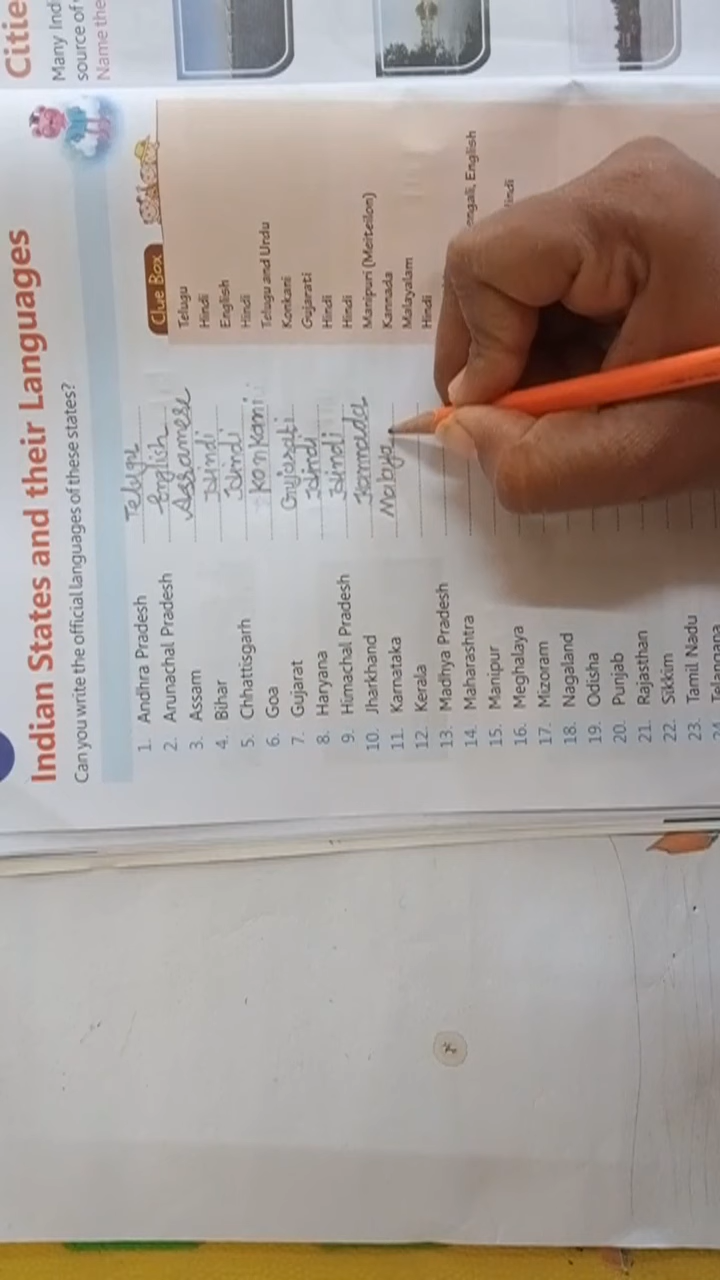 Indian States and their Languages
Can you write the official languages of these states?
1. Andhra Pradesh Telugu
2. Arunachal Pradesh English
3. Assam Assamese
4. Bihar Hindi
5. Chhattisgarh Hindi
6. Goa Konkani
7. Gujarat Gujarati
8. Haryana Hindi
9. Himachal Pradesh Hindi
10. Jharkhand
11. Karnataka Kannada
12. Kerala Malaya
13. Madhya Pradesh
14. Maharashtra
15. Manipur
16. Meghalaya
17. Mizoram
18. Nagaland
19. Odisha
20. Punjab
21. Rajasthan
22. Sikkim
23. Tamil Nadu
24. Telangana
Clue Box
Telugu
Hindi
English
Hindi
Telugu and Urdu
Konkani
Gujarati
Hindi
Hindi
Manipuri (Meiteilon)
Kannada
Malayalam
Hindi
English
Citie
Many Ind
source of
Name the